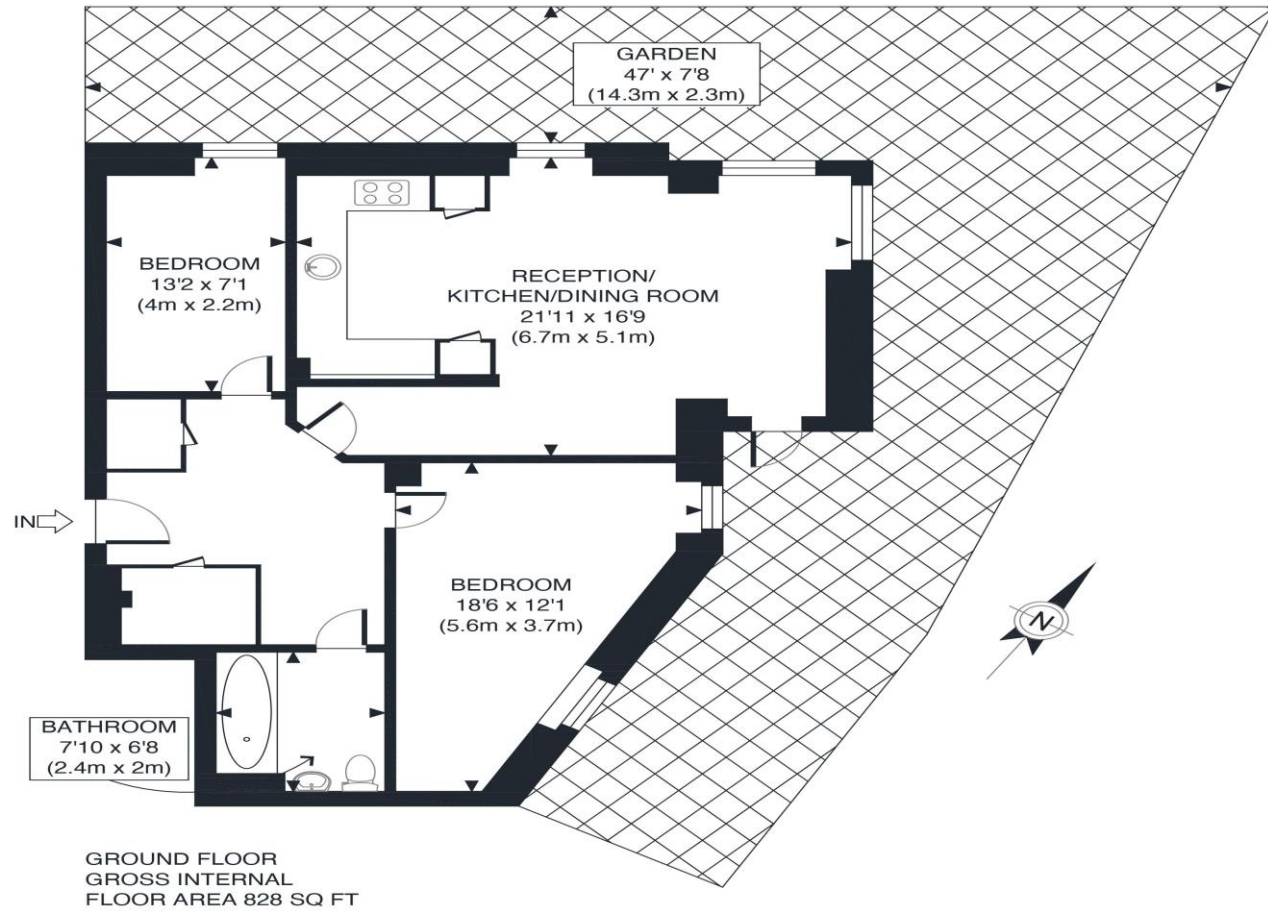 GARDEN
47' x 7'8
(14.3m x 2.3m)
BEDROOM
13'2 x 7'1
(4m x 2.2m)
RECEPTION/
KITCHEN/DINING ROOM
21'11 x 16'9
(6.7m x 5.1m)
IN
BEDROOM
18'6 x 12'1
(5.6m x 3.7m)
N
BATHROOM
7'10 x 6'8
(2.4m x 2m)
GROUND FLOOR
GROSS INTERNAL
FLOOR AREA 828 SQ FT